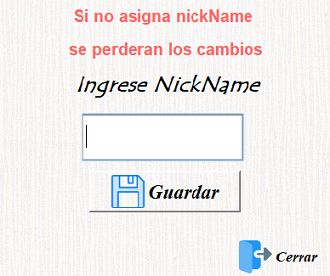 Si no asigna nickName
se perderan los cambios
Ingrese NickName
Guardar
Cerrar